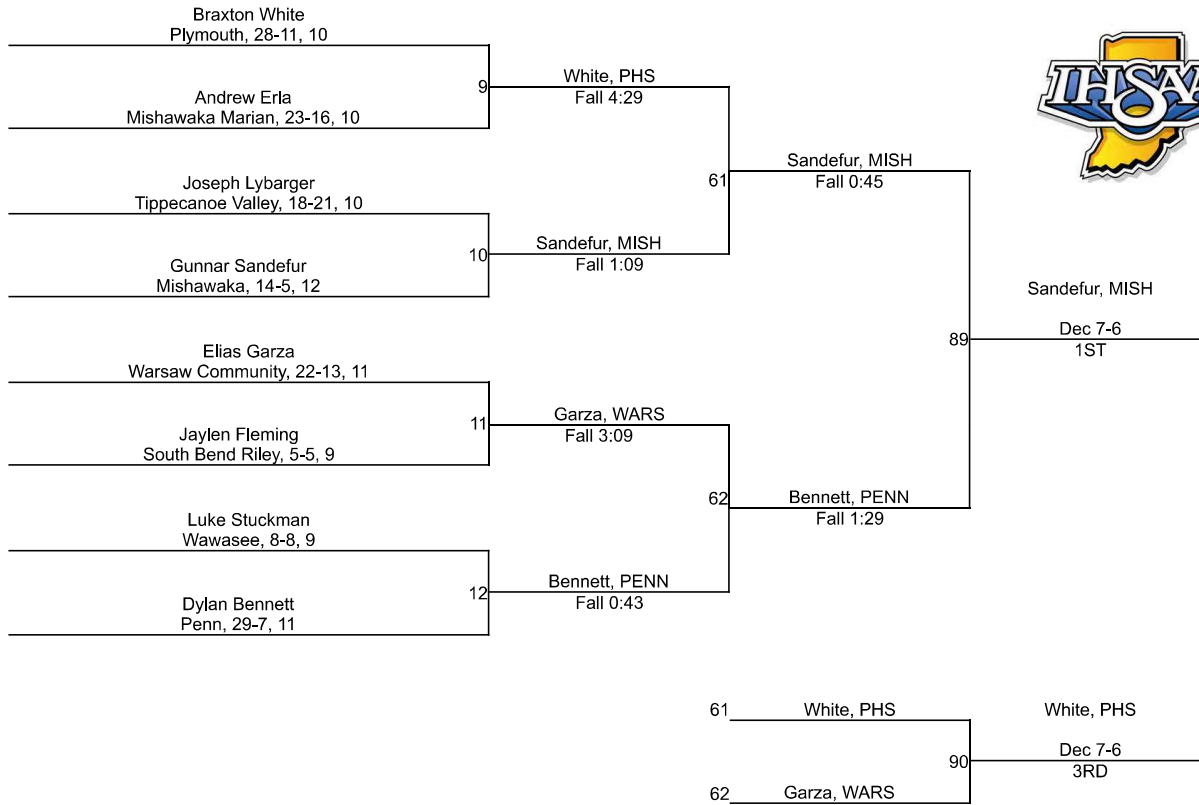 Braxton White
Plymouth, 28-11, 10
Andrew Erla
Mishawaka Marian, 23-16, 10
9
White, PHS
Fall 4:29
Joseph Lybarger
Tippecanoe Valley, 18-21, 10
Gunnar Sandefur
Mishawaka, 14-5, 12
10
Sandefur, MISH
Fall 1:09
61
Sandefur, MISH
Fall 0:45
IHSAA
Elias Garza
Warsaw Community, 22-13, 11
Jaylen Fleming
South Bend Riley, 5-5, 9
11
Garza, WARS
Fall 3:09
Luke Stuckman
Wawasee, 8-8, 9
Dylan Bennett
Penn, 29-7, 11
12
Bennett, PENN
Fall 0:43
62
Bennett, PENN
Fall 1:29
89
Sandefur, MISH
Dec 7-6
1ST
61
White, PHS
62
Garza, WARS
90
White, PHS
Dec 7-6
3RD